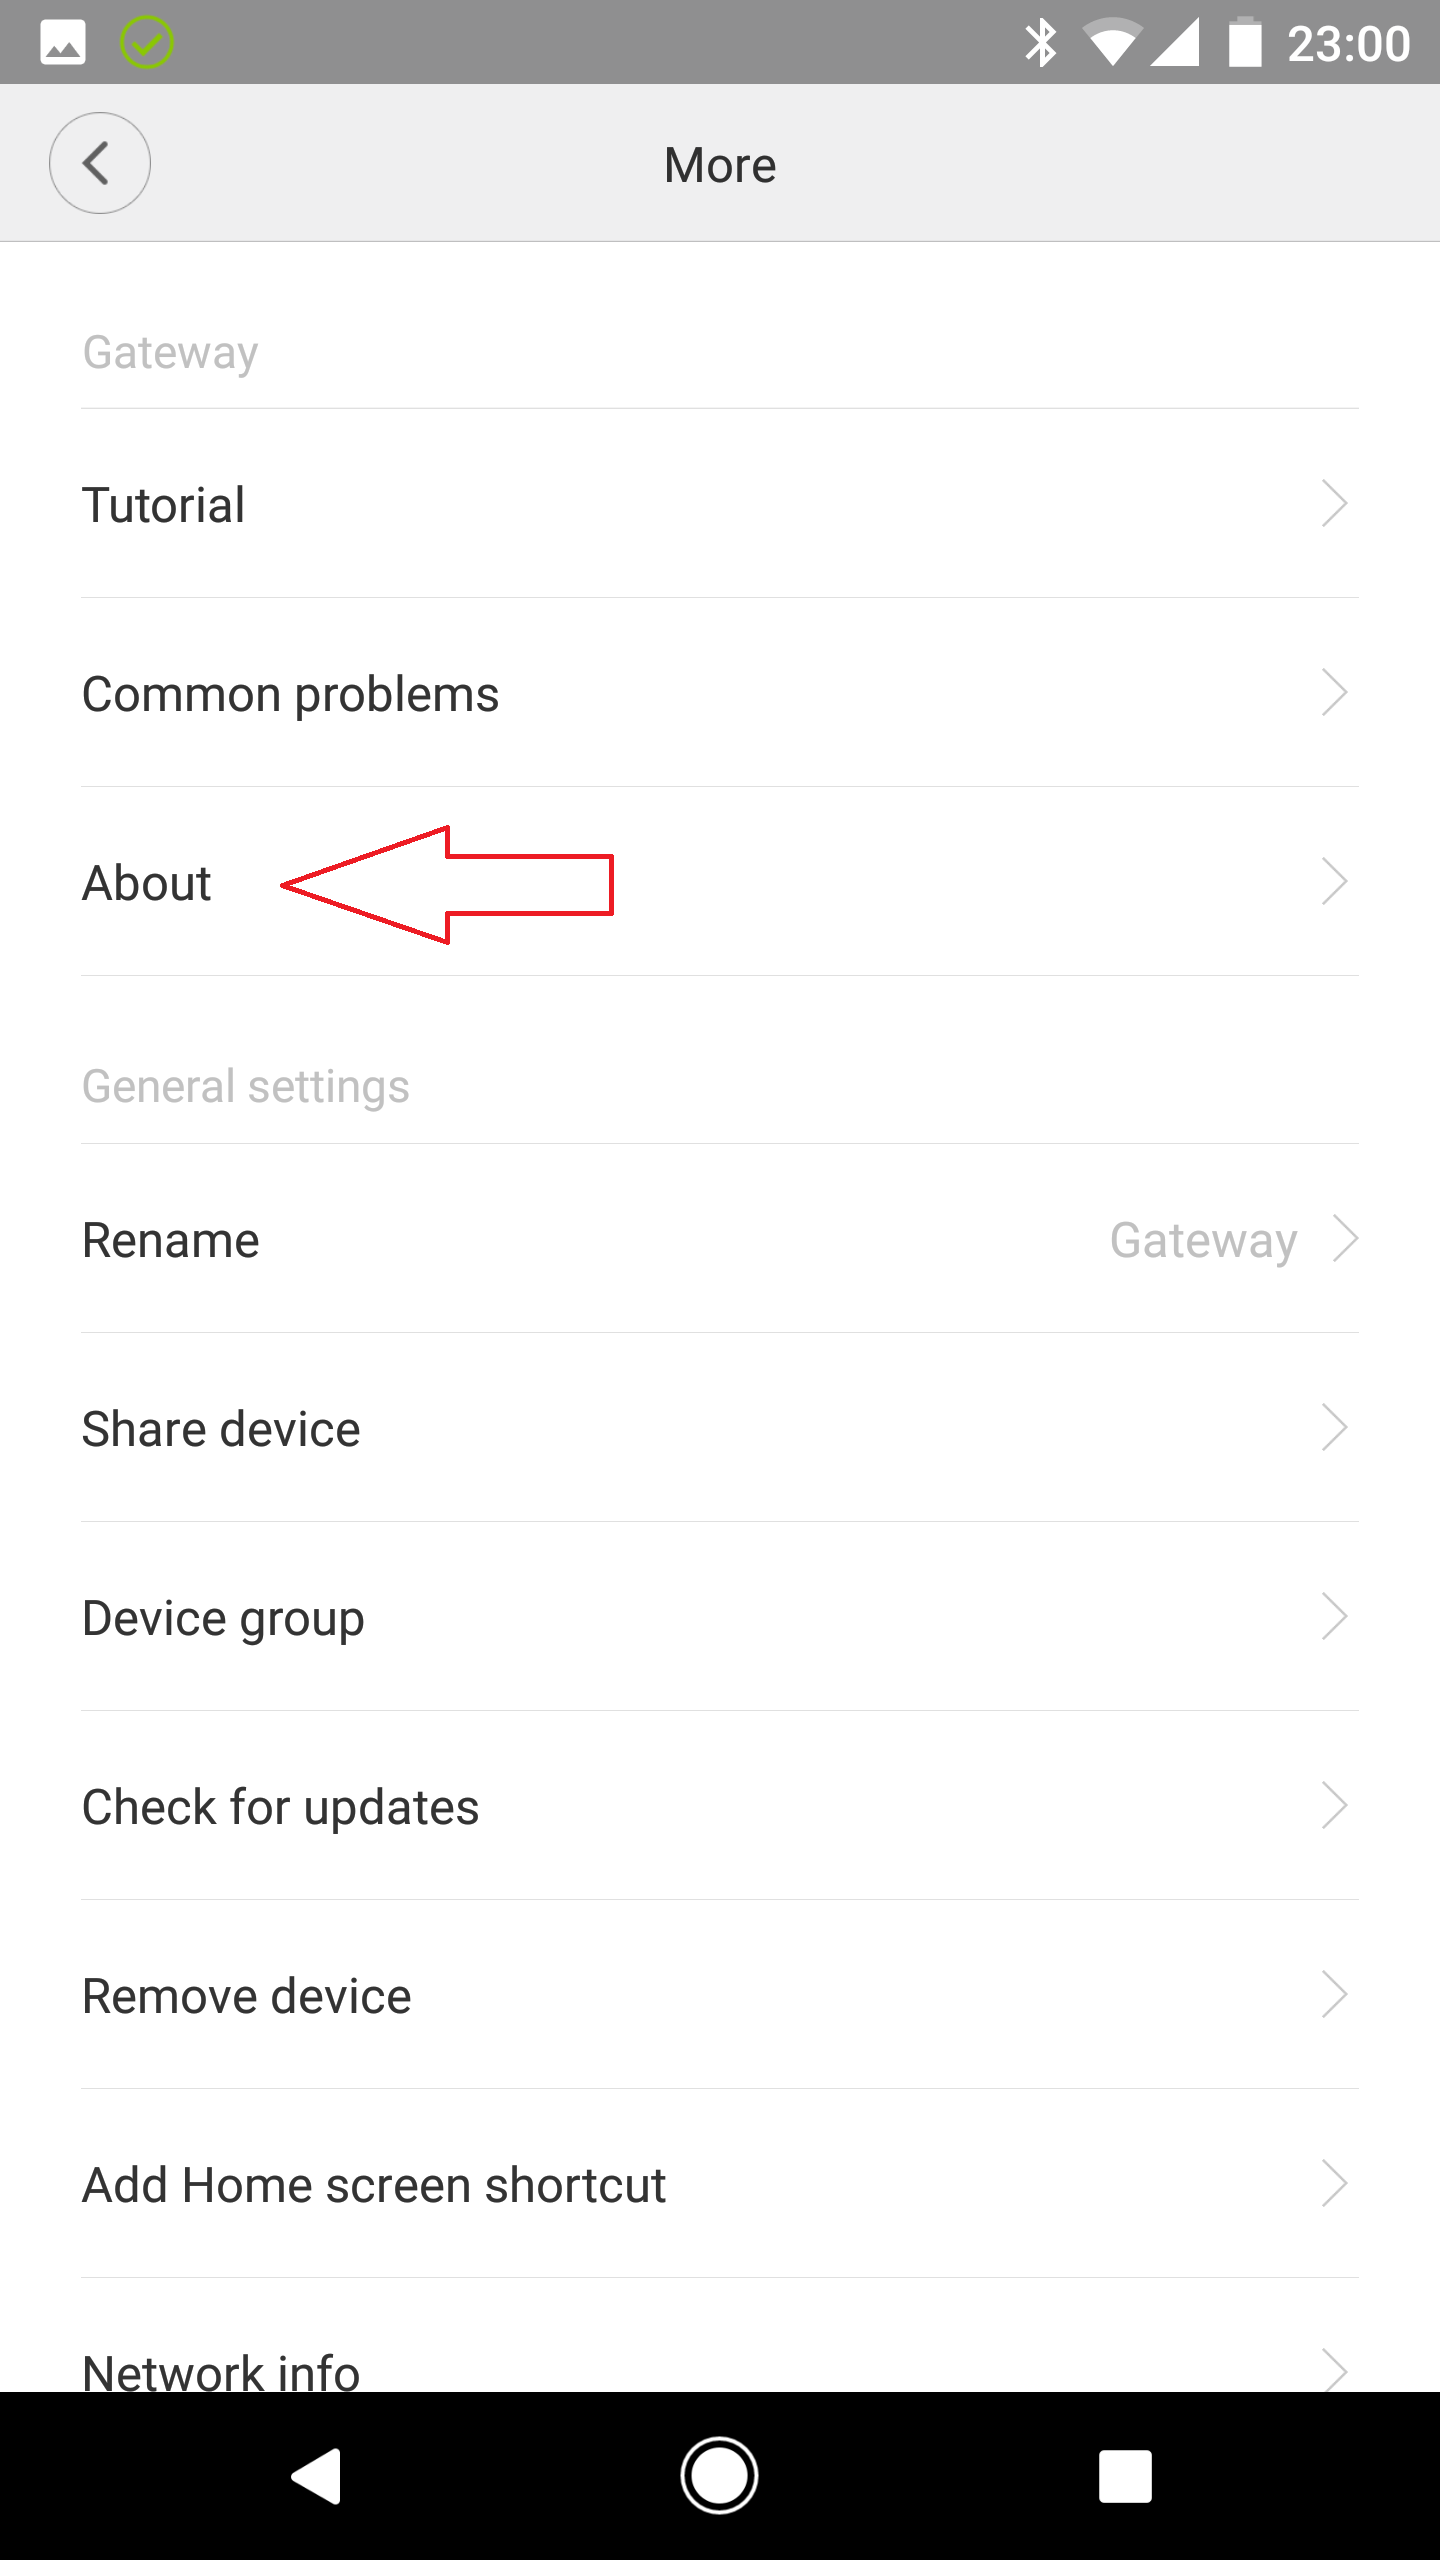 23:00
More
Gateway
Tutorial
Common problems
About
General settings
Rename Gateway
Share device
Device group
Check for updates
Remove device
Add Home screen shortcut
Network info